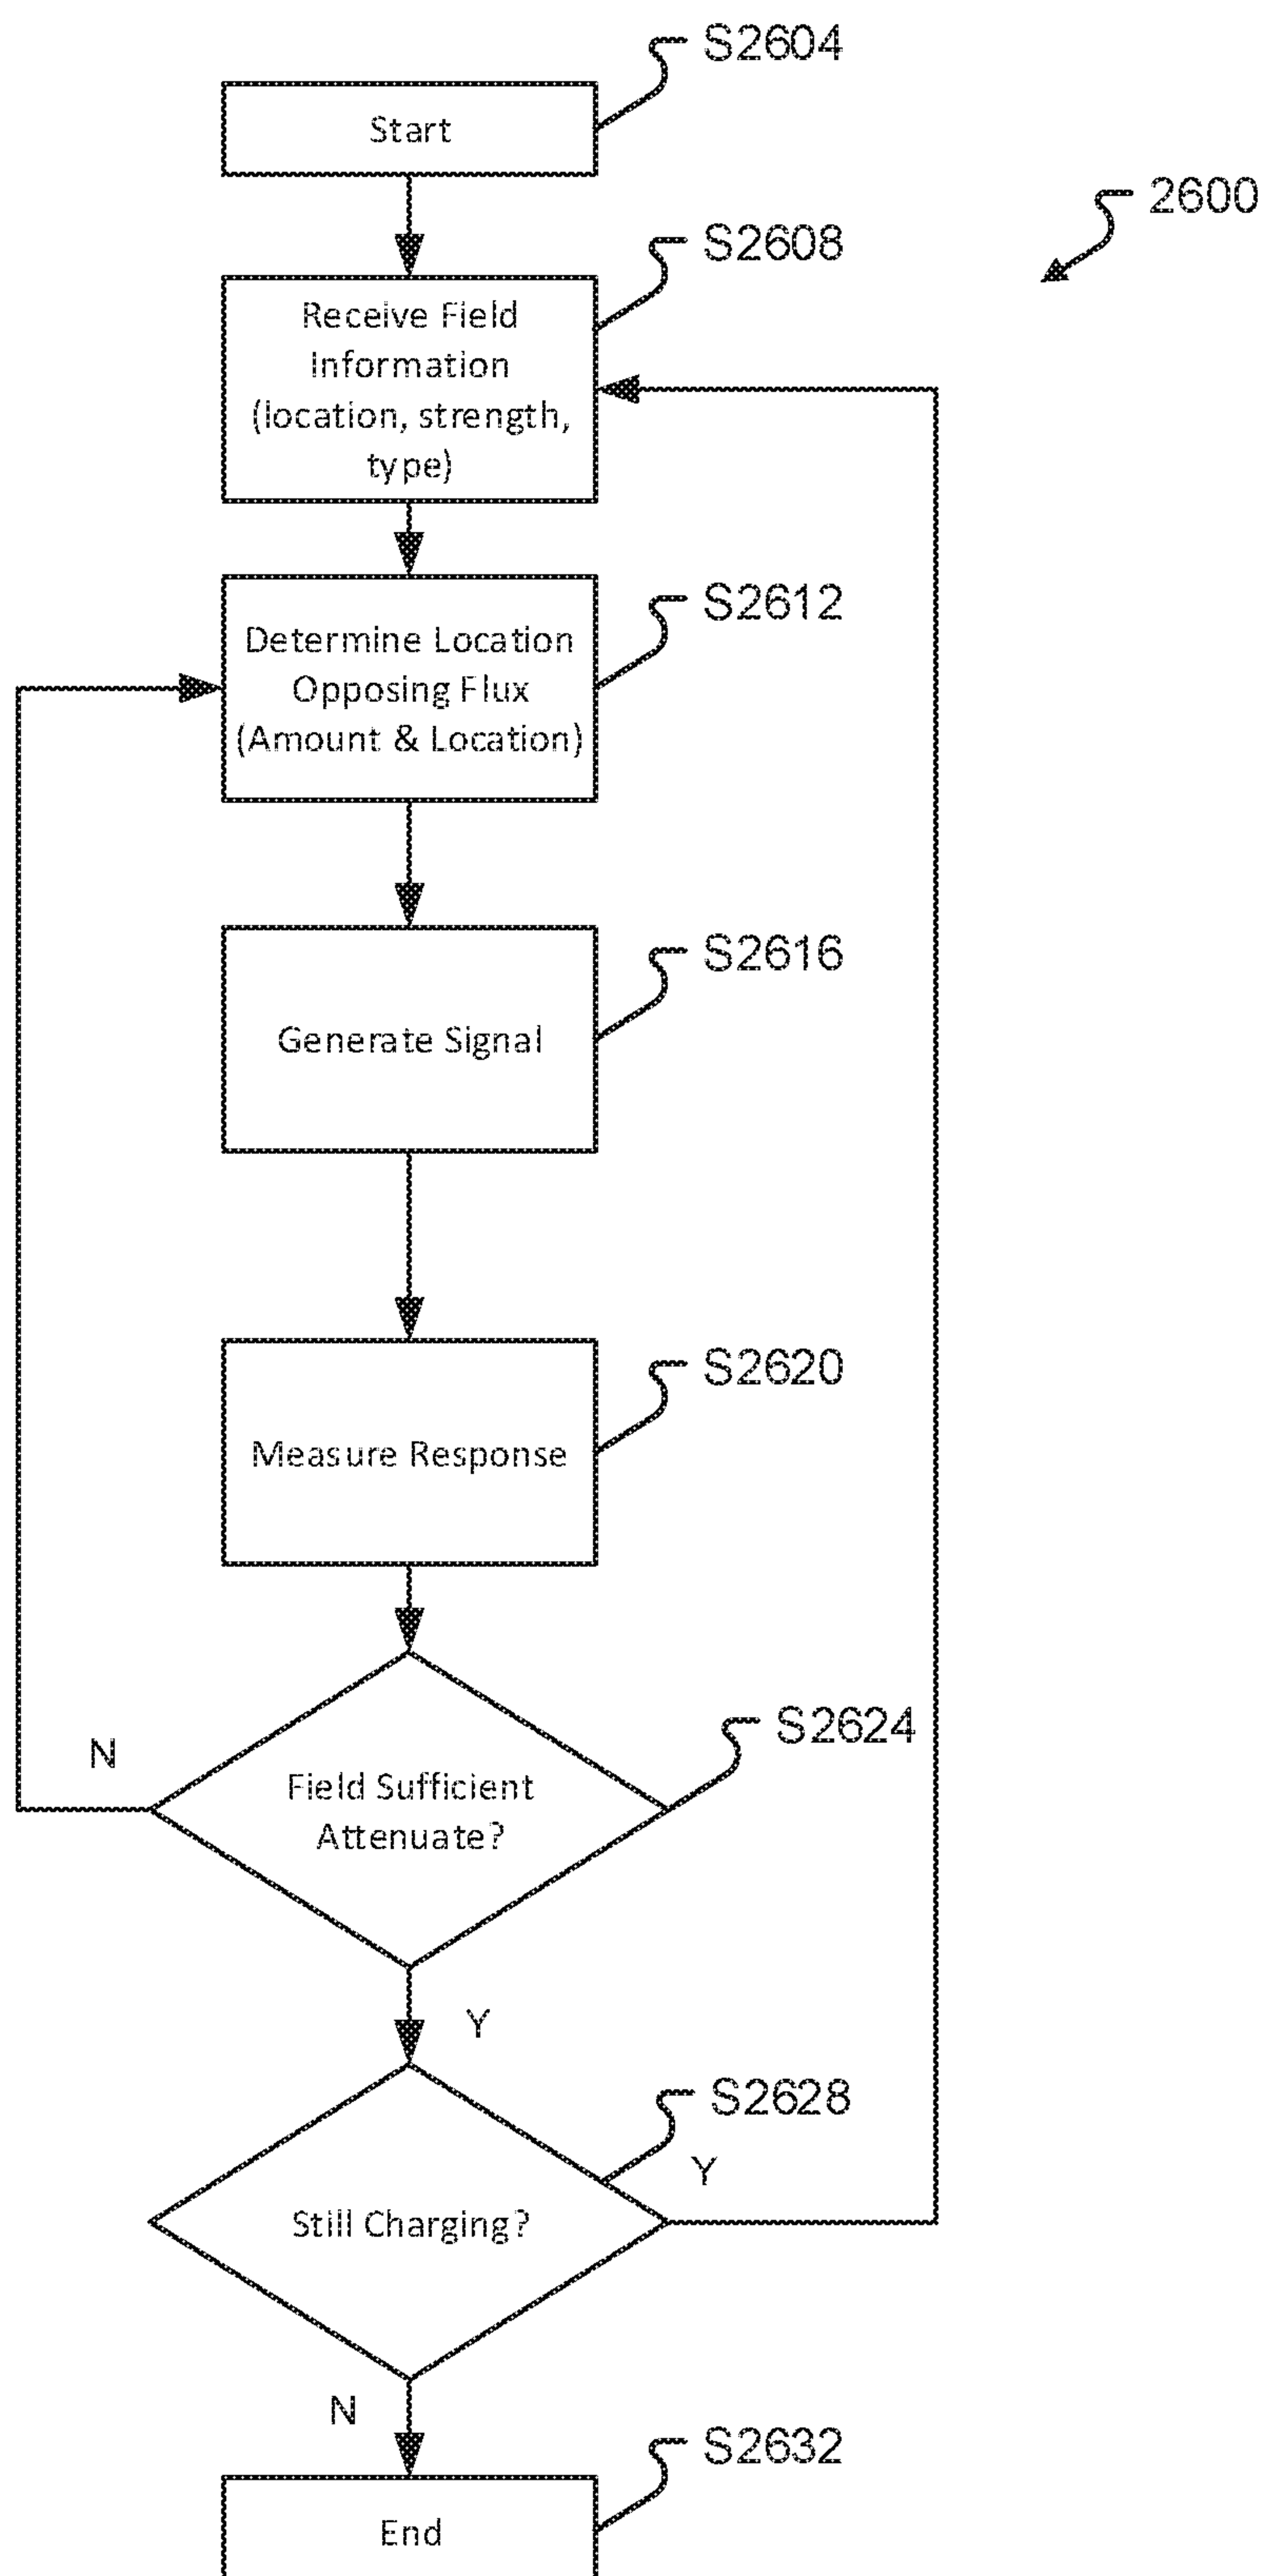 S2604
Start
2600
S2608
Receive Field
Information
(location, strength,
type)
S2612
Determine Location
Opposing Flux
(Amount & Location)
S2616
Generate Signal
S2620
Measure Response
S2624
N
Field Sufficient
Attenuate?
Y
S2628
Y
Still Charging?
N
S2632
End